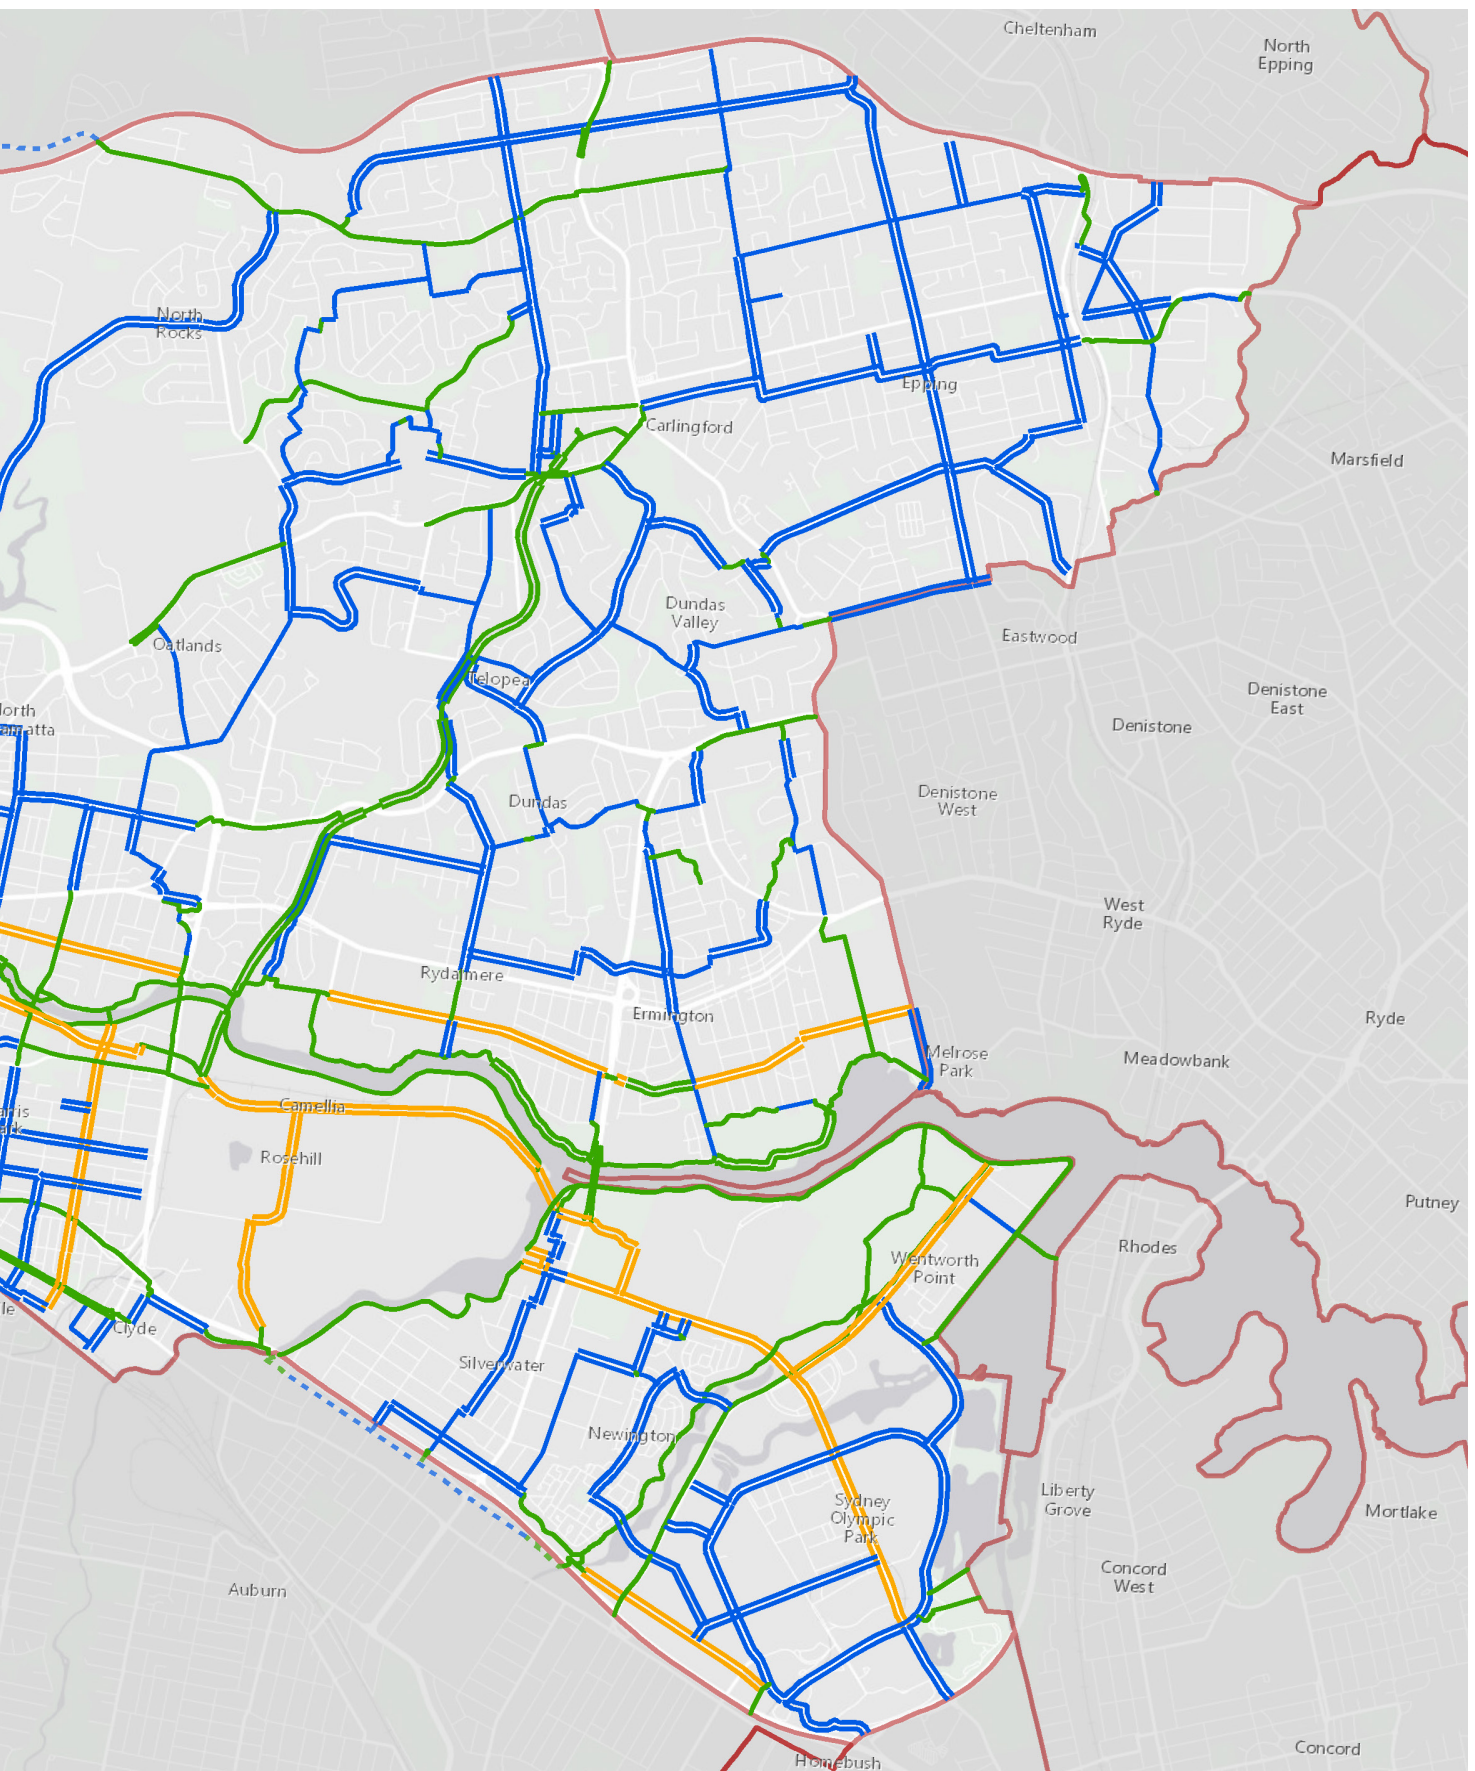 Cheltenham
North
Epping
North
Rocks
Epping
Carlingford
Marsfield
Dundas
Valley
Eastwood
Oatlands
Telopea
Denistone
East
Denistone
Dundas
Denistone
West
West
Ryde
Rydalmere
Ermington
Ryde
Melrose
Park
Meadowbank
Camellia
Rosehill
Putney
Rhodes
Wentworth
Point
Clyde
Silverwater
Newington
Sydney
Olympic
Park
Liberty
Grove
Mortlake
Concord
West
Auburn
Concord
Homebush